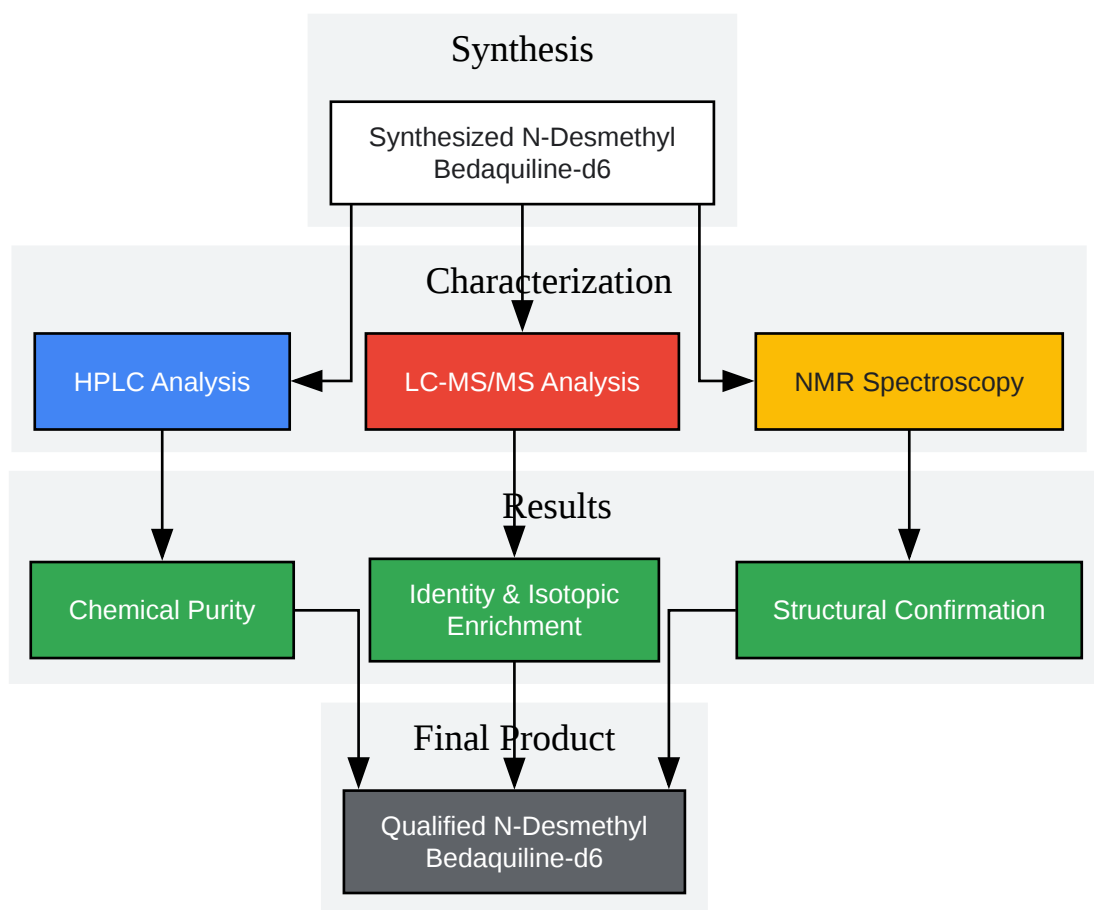 Synthesis
Synthesized N-Desmethyl
Bedaquiline-d6
Characterization
HPLC Analysis
LC-MS/MS Analysis
NMR Spectroscopy
Results
Chemical Purity
Identity & Isotopic
Enrichment
Structural Confirmation
Final Product
Qualified N-Desmethyl
Bedaquiline-d6